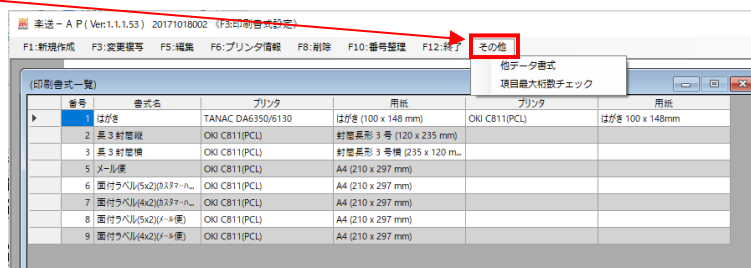 楽送－ＡＰ( Ver:1.1.1.53 ) 20171018002 《F3:印刷書式設定》
F1:新規作成 F3:変更複写 F5:編集 F6:プリンタ情報 F8:削除 F10:番号整理 F12:終了 その他
他データ書式
項目最大桁数チェック
(印刷書式一覧)
番号 書式名 プリンタ 用紙 プリンタ 用紙
1 はがき TANAC DA6350/6130 はがき (100 x 148 mm) OKI C811(PCL) はがき 100 x 148mm
2 長３封筒縦 OKI C811(PCL) 封筒長形 3 号 (120 x 235 mm)
3 長３封筒横 OKI C811(PCL) 封筒長形 3 号横 (235 x 120 m...
5 メール便 OKI C811(PCL) A4 (210 x 297 mm)
6 面付ラベル(5x2)(ｶｽﾀﾏｰﾊ... OKI C811(PCL) A4 (210 x 297 mm)
7 面付ラベル(4x2)(ｶｽﾀﾏｰﾊ... OKI C811(PCL) A4 (210 x 297 mm)
8 面付ラベル(5x2)(ﾒｰﾙ便) OKI C811(PCL) A4 (210 x 297 mm)
9 面付ラベル(4x2)(ﾒｰﾙ便) OKI C811(PCL) A4 (210 x 297 mm)